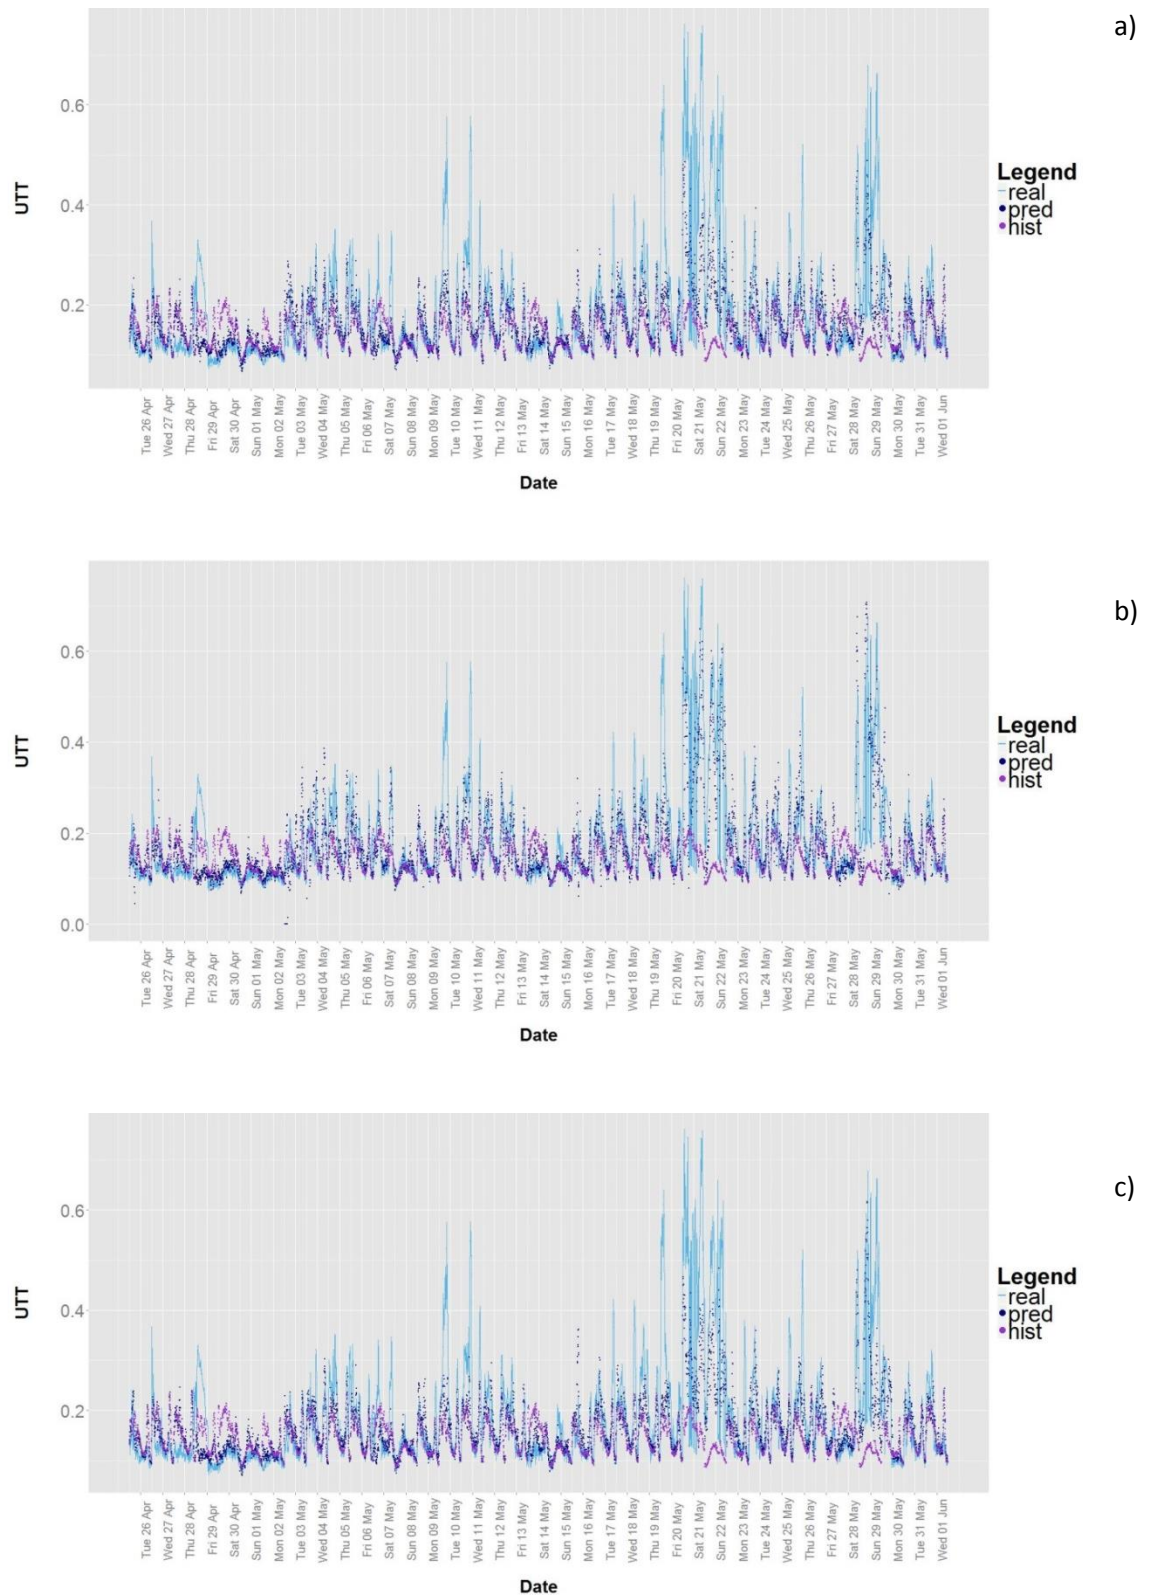 a)
0.6
0.4
0.2
UTT
Legend
real
pred
hist
Tue 26 Apr
Wed 27 Apr
Thu 28 Apr
Fri 29 Apr
Sat 30 Apr
Sun 01 May
Mon 02 May
Tue 03 May
Wed 04 May
Thu 05 May
Fri 06 May
Sat 07 May
Sun 08 May
Mon 09 May
Tue 10 May
Wed 11 May
Thu 12 May
Fri 13 May
Sat 14 May
Sun 15 May
Mon 16 May
Tue 17 May
Wed 18 May
Thu 19 May
Fri 20 May
Sat 21 May
Sun 22 May
Mon 23 May
Tue 24 May
Wed 25 May
Thu 26 May
Fri 27 May
Sat 28 May
Sun 29 May
Mon 30 May
Tue 31 May
Wed 01 Jun
Date
b)
0.6
0.4
0.2
0.0
UTT
Legend
real
pred
hist
Tue 26 Apr
Wed 27 Apr
Thu 28 Apr
Fri 29 Apr
Sat 30 Apr
Sun 01 May
Mon 02 May
Tue 03 May
Wed 04 May
Thu 05 May
Fri 06 May
Sat 07 May
Sun 08 May
Mon 09 May
Tue 10 May
Wed 11 May
Thu 12 May
Fri 13 May
Sat 14 May
Sun 15 May
Mon 16 May
Tue 17 May
Wed 18 May
Thu 19 May
Fri 20 May
Sat 21 May
Sun 22 May
Mon 23 May
Tue 24 May
Wed 25 May
Thu 26 May
Fri 27 May
Sat 28 May
Sun 29 May
Mon 30 May
Tue 31 May
Wed 01 Jun
Date
c)
0.6
0.4
0.2
UTT
Legend
real
pred
hist
Tue 26 Apr
Wed 27 Apr
Thu 28 Apr
Fri 29 Apr
Sat 30 Apr
Sun 01 May
Mon 02 May
Tue 03 May
Wed 04 May
Thu 05 May
Fri 06 May
Sat 07 May
Sun 08 May
Mon 09 May
Tue 10 May
Wed 11 May
Thu 12 May
Fri 13 May
Sat 14 May
Sun 15 May
Mon 16 May
Tue 17 May
Wed 18 May
Thu 19 May
Fri 20 May
Sat 21 May
Sun 22 May
Mon 23 May
Tue 24 May
Wed 25 May
Thu 26 May
Fri 27 May
Sat 28 May
Sun 29 May
Mon 30 May
Tue 31 May
Wed 01 Jun
Date